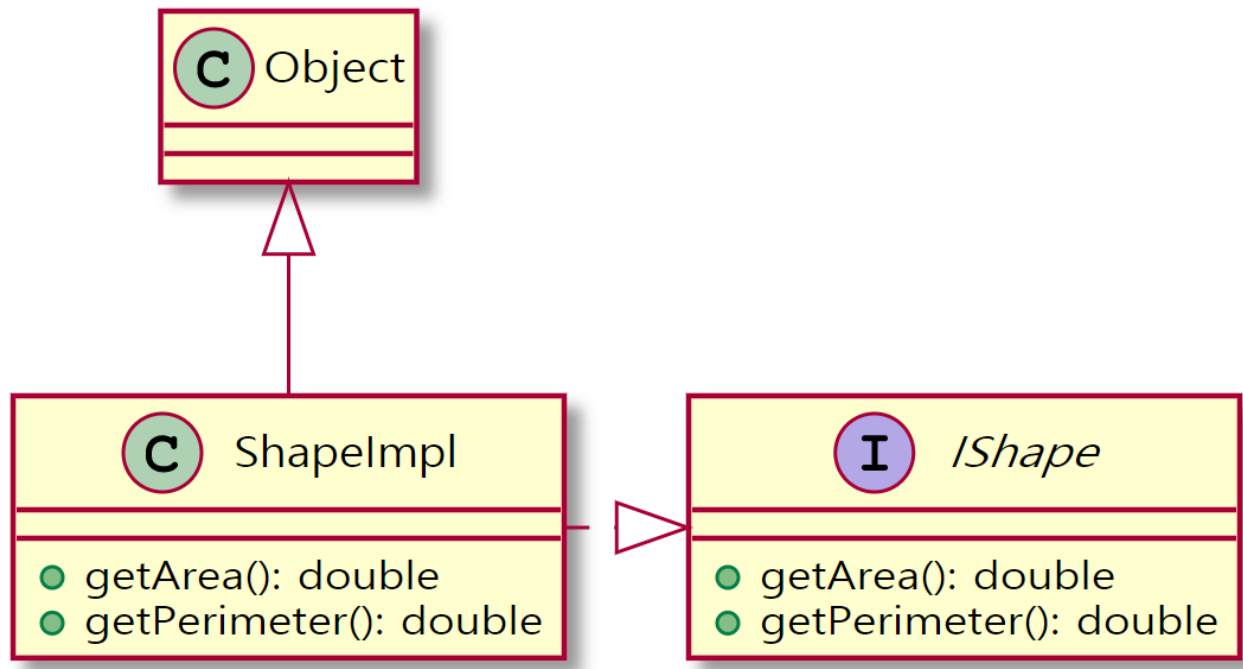 C Object
C ShapeImpl
getArea(): double
getPerimeter(): double
I IShape
getArea(): double
getPerimeter(): double